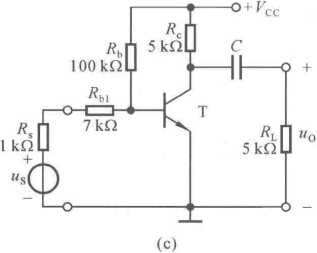 +V_CC
R_c
5 kΩ
C
R_b
100 kΩ
+
R_b1
7 kΩ
T
R_s
1 kΩ
+
u_s
−
R_L
5 kΩ
u_O
−
(c)